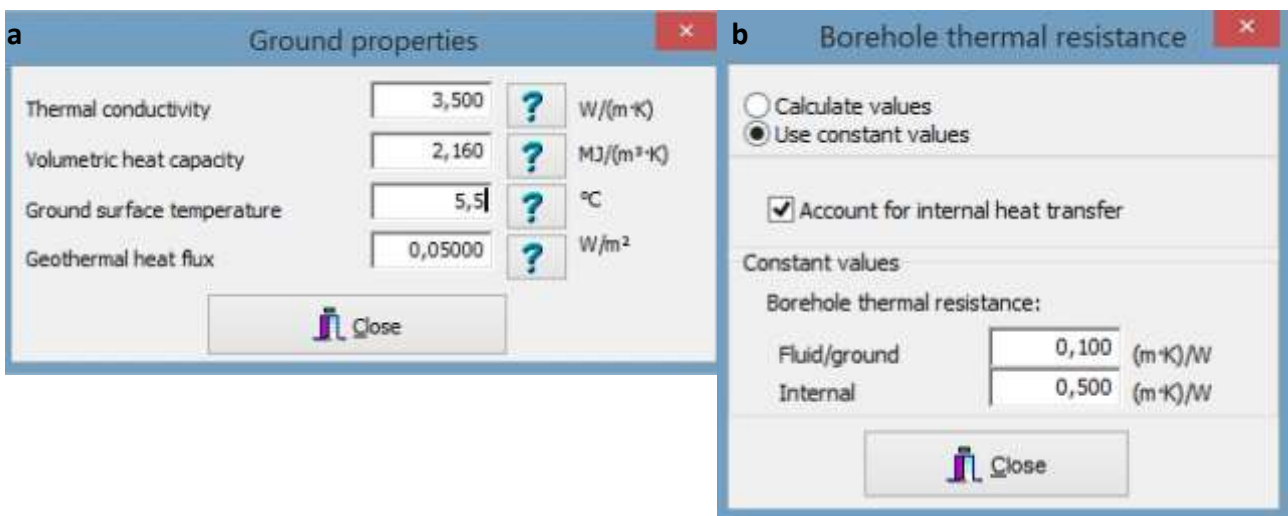 a Ground properties
Thermal conductivity 3,500 ? W/(m·K)
Volumetric heat capacity 2,160 ? MJ/(m³·K)
Ground surface temperature 5,5 ? °C
Geothermal heat flux 0,05000 ? W/m²
Close
b Borehole thermal resistance
Calculate values
Use constant values
Account for internal heat transfer
Constant values
Borehole thermal resistance:
Fluid/ground 0,100 (m·K)/W
Internal 0,500 (m·K)/W
Close